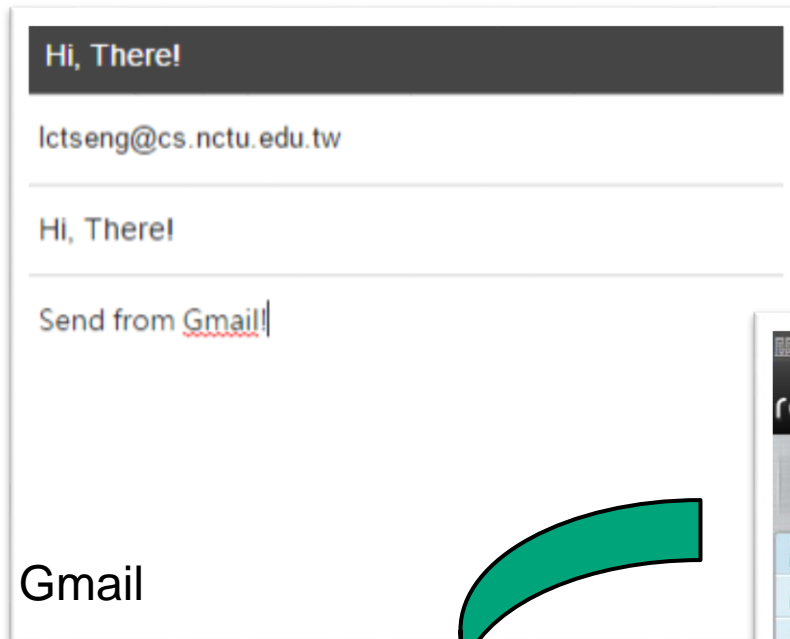 Hi, There!
lctseng@cs.nctu.edu.tw
Hi, There!
Send from Gmail!
Gmail